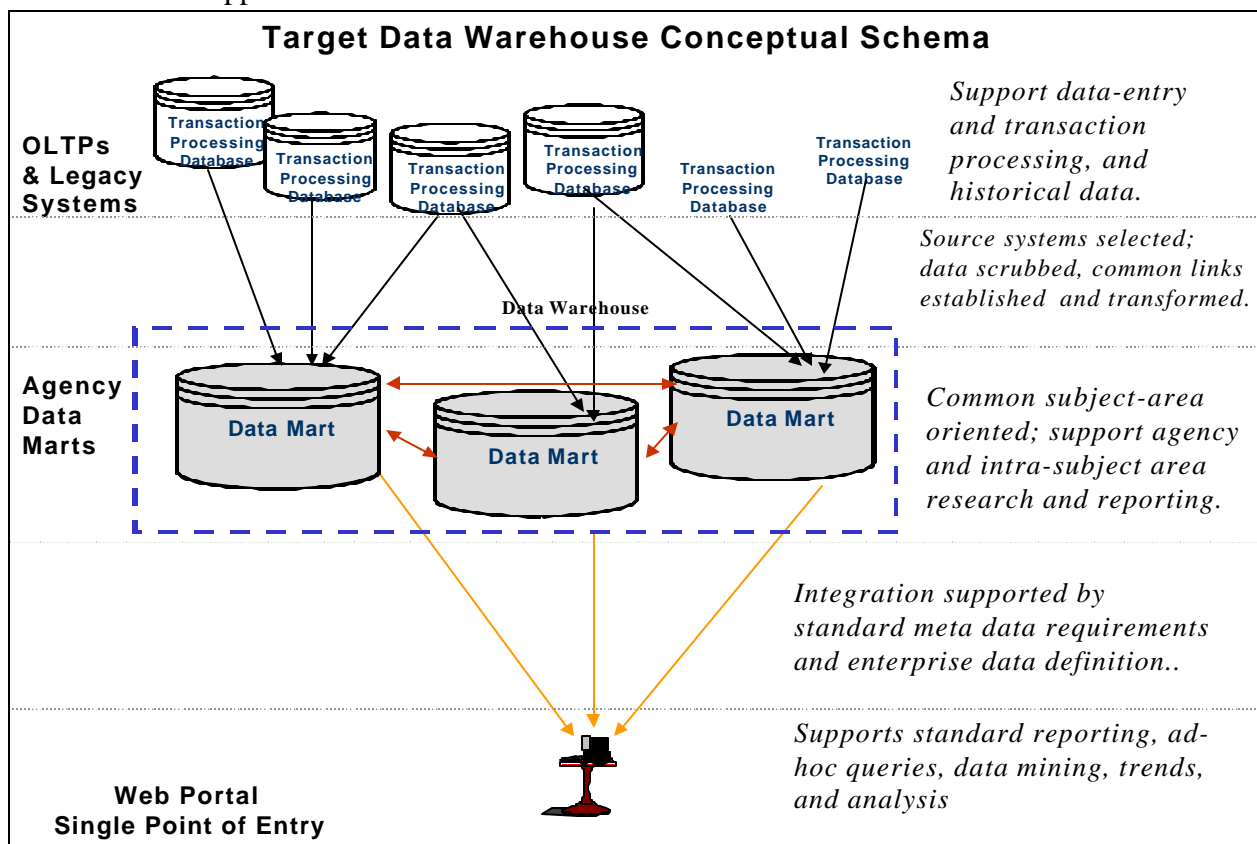 Target Data Warehouse Conceptual Schema
OLTPs
& Legacy
Systems
Transaction
Processing
Database
Transaction
Processing
Database
Transaction
Processing
Database
Transaction
Processing
Database
Transaction
Processing
Database
Transaction
Processing
Database
Support data-entry
and transaction
processing, and
historical data.
Source systems selected;
data scrubbed, common links
established and transformed.
Data Warehouse
Agency
Data
Marts
Data Mart
Data Mart
Data Mart
Common subject-area
oriented; support agency
and intra-subject area
research and reporting.
Integration supported by
standard meta data requirements
and enterprise data definition..
Supports standard reporting, ad-
hoc queries, data mining, trends,
and analysis
Web Portal
Single Point of Entry